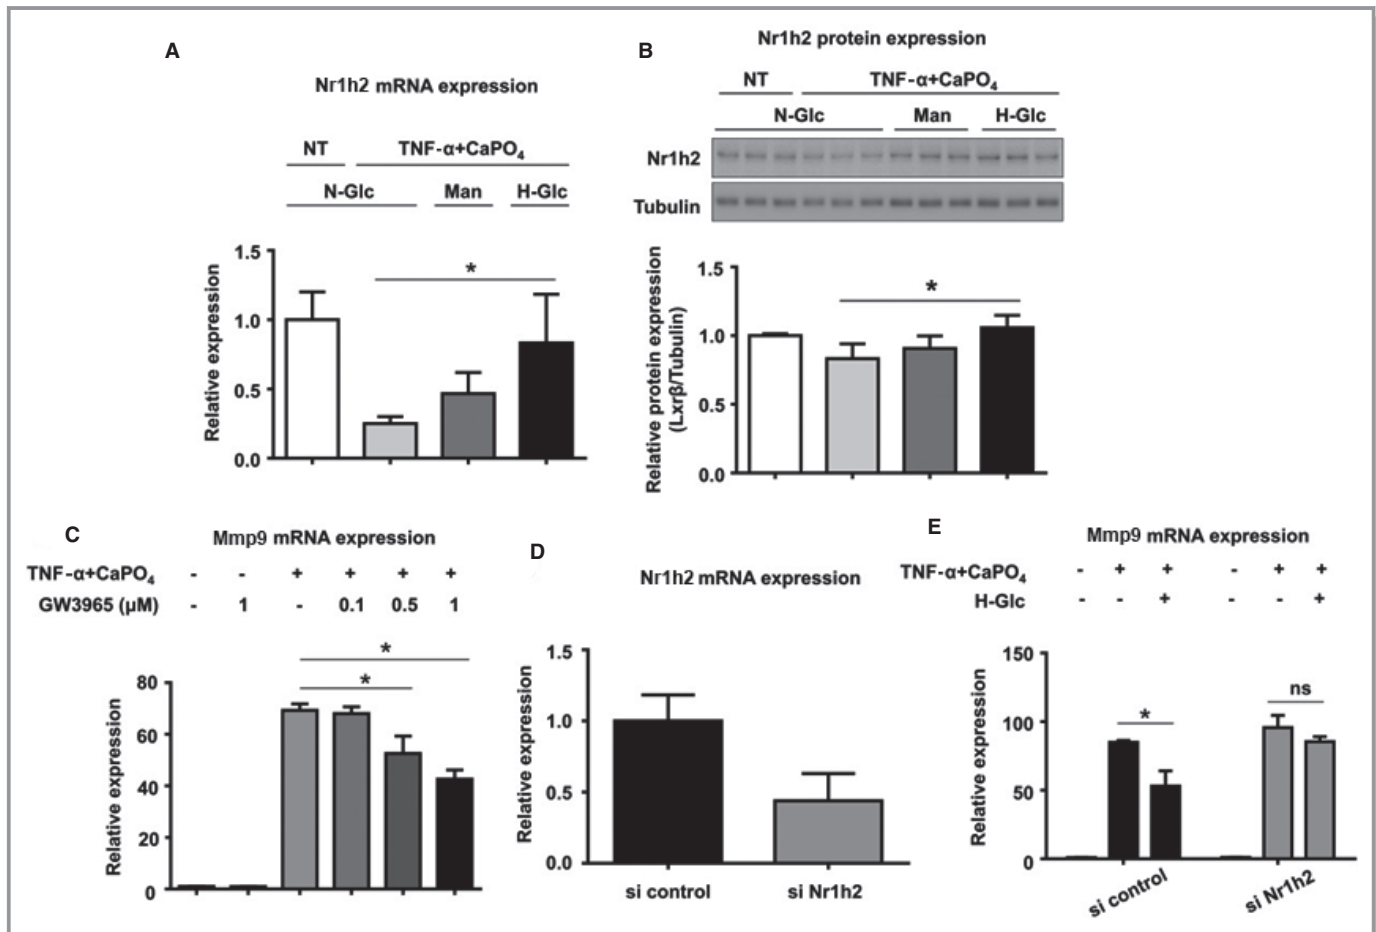 A
Nr1h2 mRNA expression
NT TNF-α+CaPO4
N-Glc Man H-Glc
Relative expression
1.5
1.0
0.5
0.0
*
B
Nr1h2 protein expression
NT TNF-α+CaPO4
N-Glc Man H-Glc
Nr1h2
Tubulin
Relative protein expression
(Lxrβ/Tubulin)
1.5
1.0
0.5
0.0
*
C
Mmp9 mRNA expression
TNF-α+CaPO4 - - + + + +
GW3965 (μM) - 1 - 0.1 0.5 1
Relative expression
80
60
40
20
0
*
*
D
Nr1h2 mRNA expression
Relative expression
1.5
1.0
0.5
0.0
si control si Nr1h2
E
Mmp9 mRNA expression
TNF-α+CaPO4 - + + - + +
H-Glc - - + - - +
Relative expression
150
100
50
0
* ns
si control si Nr1h2